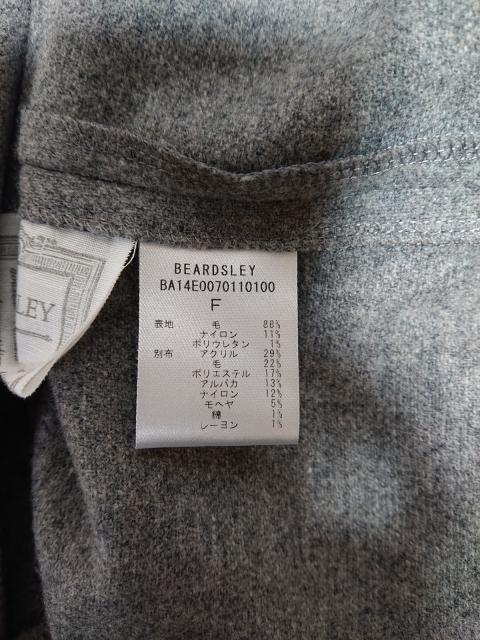 BEARDSLEY
BA14E0070110100
F
表地 毛 88%
ナイロン 11%
ポリウレタン 1%
別布 アクリル 29%
毛 22%
ポリエステル 17%
アルパカ 13%
ナイロン 12%
モヘヤ 5%
綿 1%
レーヨン 1%
LEY